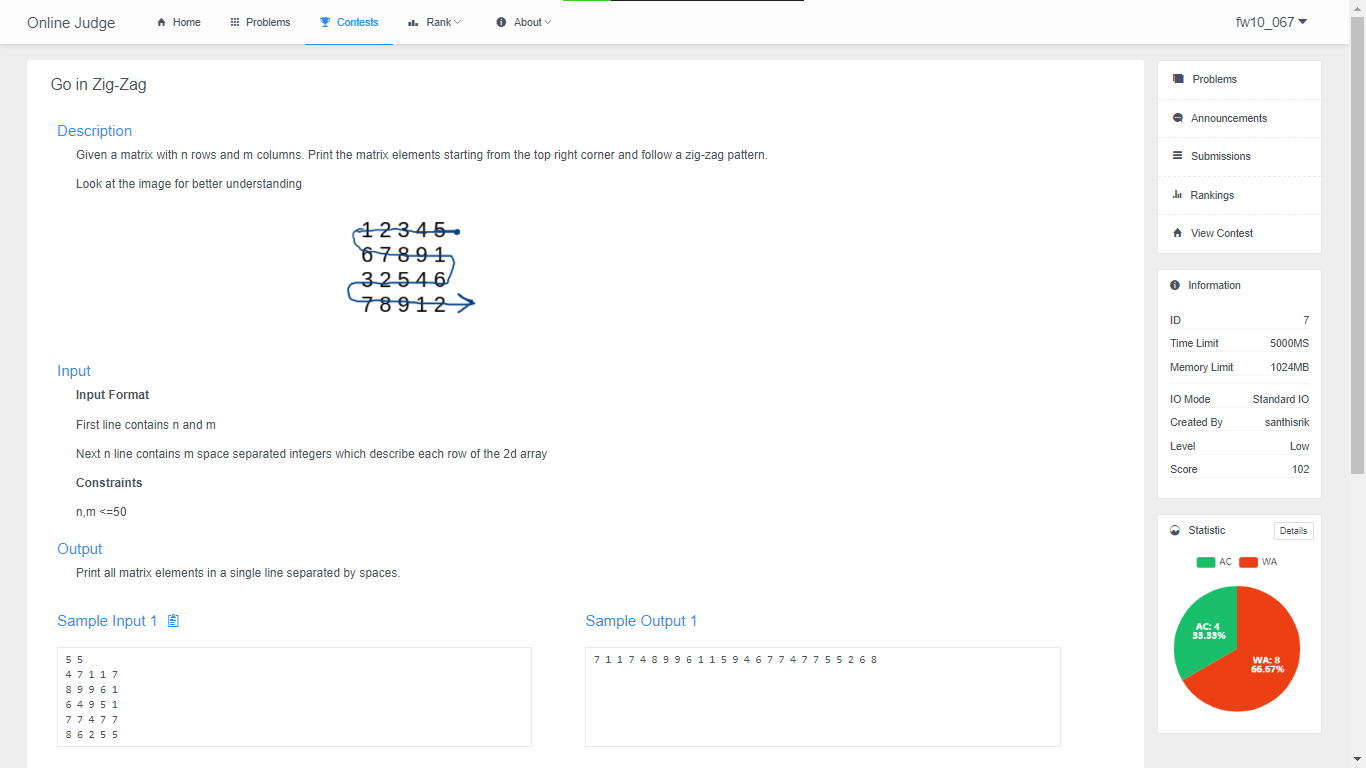 Online Judge Home Problems Contests Rank About fw10_067
Go in Zig-Zag
Description
Given a matrix with n rows and m columns. Print the matrix elements starting from the top right corner and follow a zig-zag pattern.
Look at the image for better understanding
1 2 3 4 5
6 7 8 9 1
3 2 5 4 6
7 8 9 1 2
Input
Input Format
First line contains n and m
Next n line contains m space separated integers which describe each row of the 2d array
Constraints
n,m <=50
Output
Print all matrix elements in a single line separated by spaces.
Sample Input 1
5 5
4 7 1 1 7
8 9 9 6 1
6 4 9 5 1
7 7 4 7 7
8 6 2 5 5
Sample Output 1
7 1 1 7 4 8 9 9 6 1 1 5 9 4 6 7 7 4 7 7 5 5 2 6 8
Problems
Announcements
Submissions
Rankings
View Contest
Information
ID 7
Time Limit 5000MS
Memory Limit 1024MB
IO Mode Standard IO
Created By santhisrik
Level Low
Score 102
Statistic Details
AC WA
AC: 4
33.33%
WA: 8
66.67%